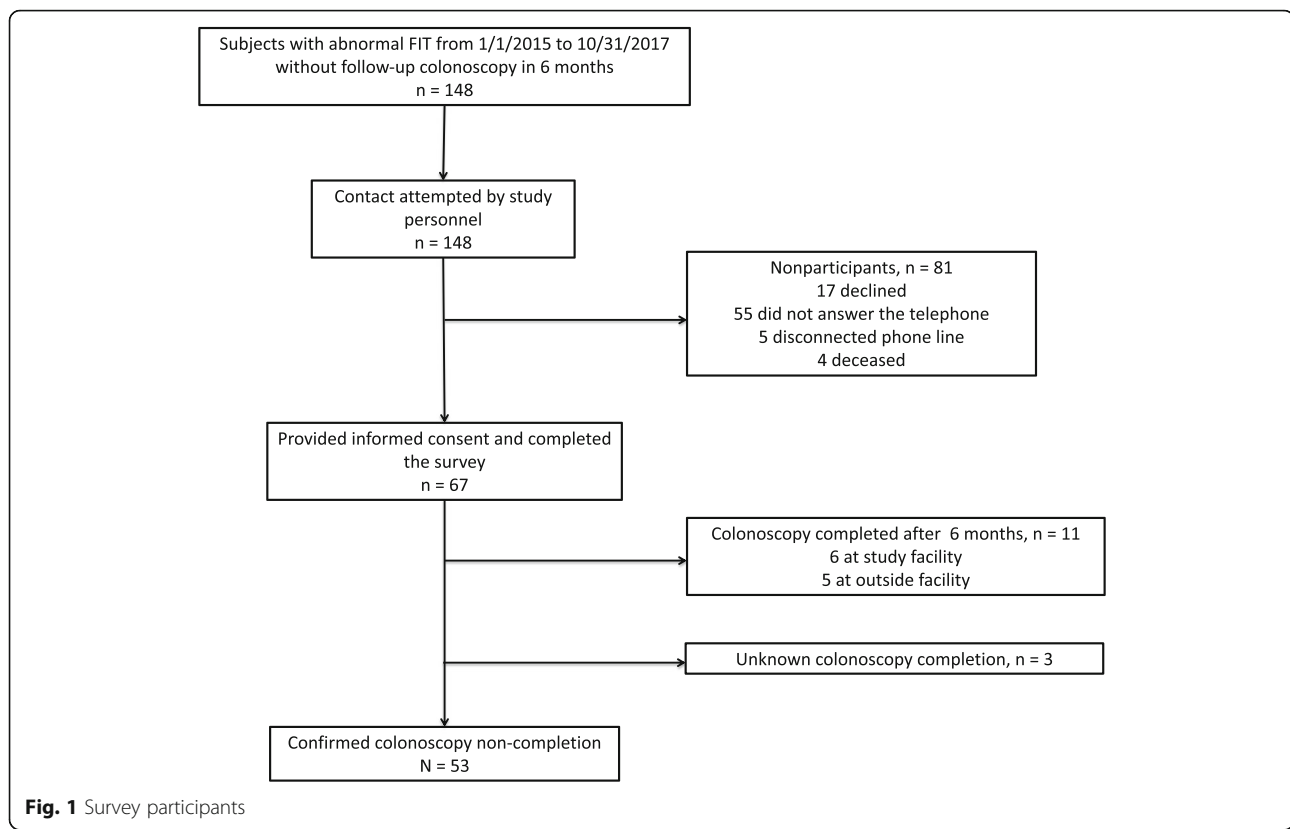 Subjects with abnormal FIT from 1/1/2015 to 10/31/2017
without follow-up colonoscopy in 6 months
n = 148
Contact attempted by study
personnel
n = 148
Nonparticipants, n = 81
17 declined
55 did not answer the telephone
5 disconnected phone line
4 deceased
Provided informed consent and completed
the survey
n = 67
Colonoscopy completed after 6 months, n = 11
6 at study facility
5 at outside facility
Unknown colonoscopy completion, n = 3
Confirmed colonoscopy non-completion
N = 53
Fig. 1 Survey participants